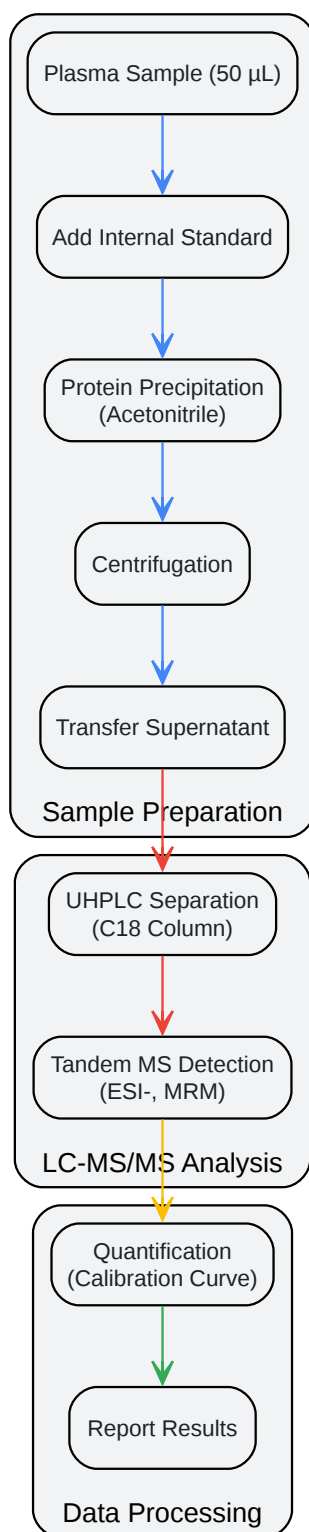 Plasma Sample (50 µL)
Add Internal Standard
Protein Precipitation
(Acetonitrile)
Centrifugation
Transfer Supernatant
Sample Preparation
UHPLC Separation
(C18 Column)
Tandem MS Detection
(ESI-, MRM)
LC-MS/MS Analysis
Quantification
(Calibration Curve)
Report Results
Data Processing